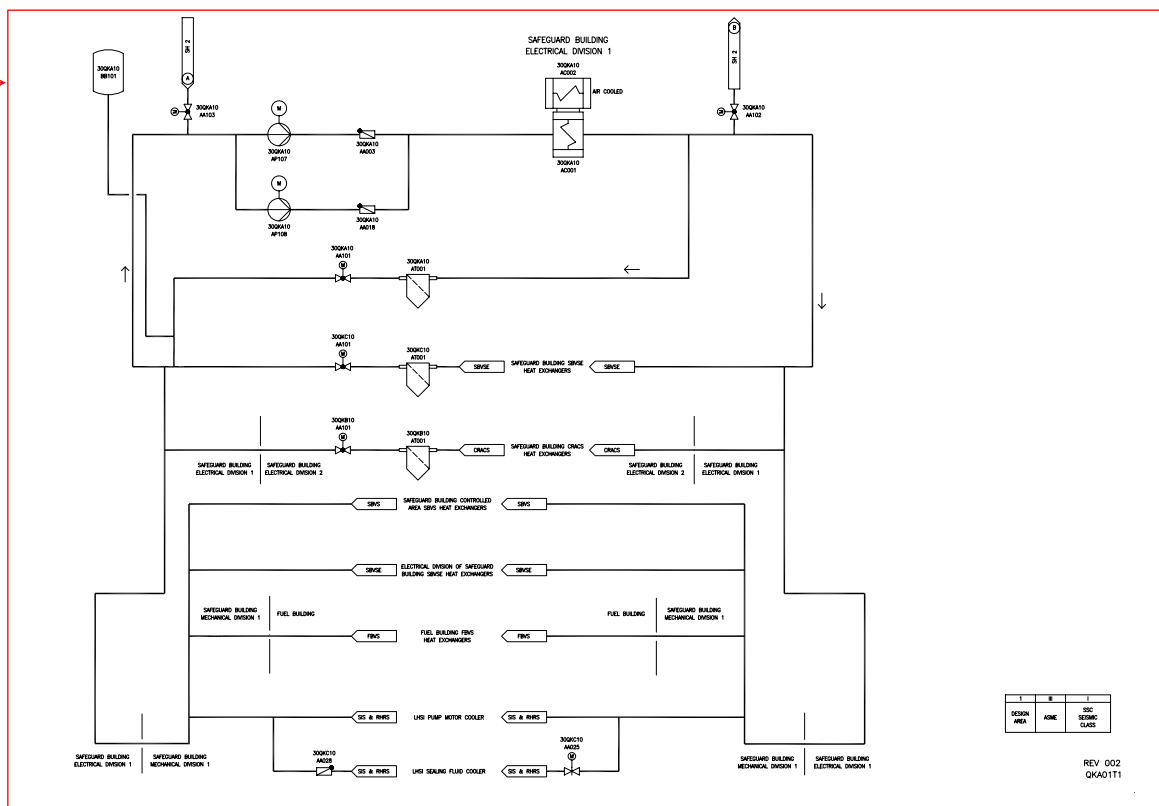 SAFEGUARD BUILDING
ELECTRICAL DIVISION 1
SH 2
A
SH 2
B
30QKA10
BB101
30QKA10
AC002
AIR COOLED
30QKA10
AA103
30QKA10
AA102
M
30QKA10
AP107
30QKA10
AA003
30QKA10
AC001
M
30QKA10
AP108
30QKA10
AA018
30QKA10
AA101
M
30QKA10
AT001
30QKC10
AA101
M
30QKC10
AT001
SBVSE
SAFEGUARD BUILDING SBVSE
HEAT EXCHANGERS
SBVSE
30QKB10
AA101
M
30QKB10
AT001
CRACS
SAFEGUARD BUILDING CRACS
HEAT EXCHANGERS
CRACS
SAFEGUARD BUILDING
ELECTRICAL DIVISION 1
SAFEGUARD BUILDING
ELECTRICAL DIVISION 2
SAFEGUARD BUILDING
ELECTRICAL DIVISION 2
SAFEGUARD BUILDING
ELECTRICAL DIVISION 1
SBVS
SAFEGUARD BUILDING CONTROLLED
AREA SBVS HEAT EXCHANGERS
SBVS
SBVSE
ELECTRICAL DIVISION OF SAFEGUARD
BUILDING SBVSE HEAT EXCHANGERS
SBVSE
SAFEGUARD BUILDING
MECHANICAL DIVISION 1
FUEL BUILDING
FUEL BUILDING
SAFEGUARD BUILDING
MECHANICAL DIVISION 1
FBVS
FUEL BUILDING FBVS
HEAT EXCHANGERS
FBVS
SIS & RHRS
LHSI PUMP MOTOR COOLER
SIS & RHRS
30QKC10
AA028
30QKC10
AA025
M
SIS & RHRS
LHSI SEALING FLUID COOLER
SIS & RHRS
SAFEGUARD BUILDING
ELECTRICAL DIVISION 1
SAFEGUARD BUILDING
MECHANICAL DIVISION 1
SAFEGUARD BUILDING
MECHANICAL DIVISION 1
SAFEGUARD BUILDING
ELECTRICAL DIVISION 1
1 III I
DESIGN
AREA
ASME
SSC
SEISMIC
CLASS
REV 002
QKA01T1